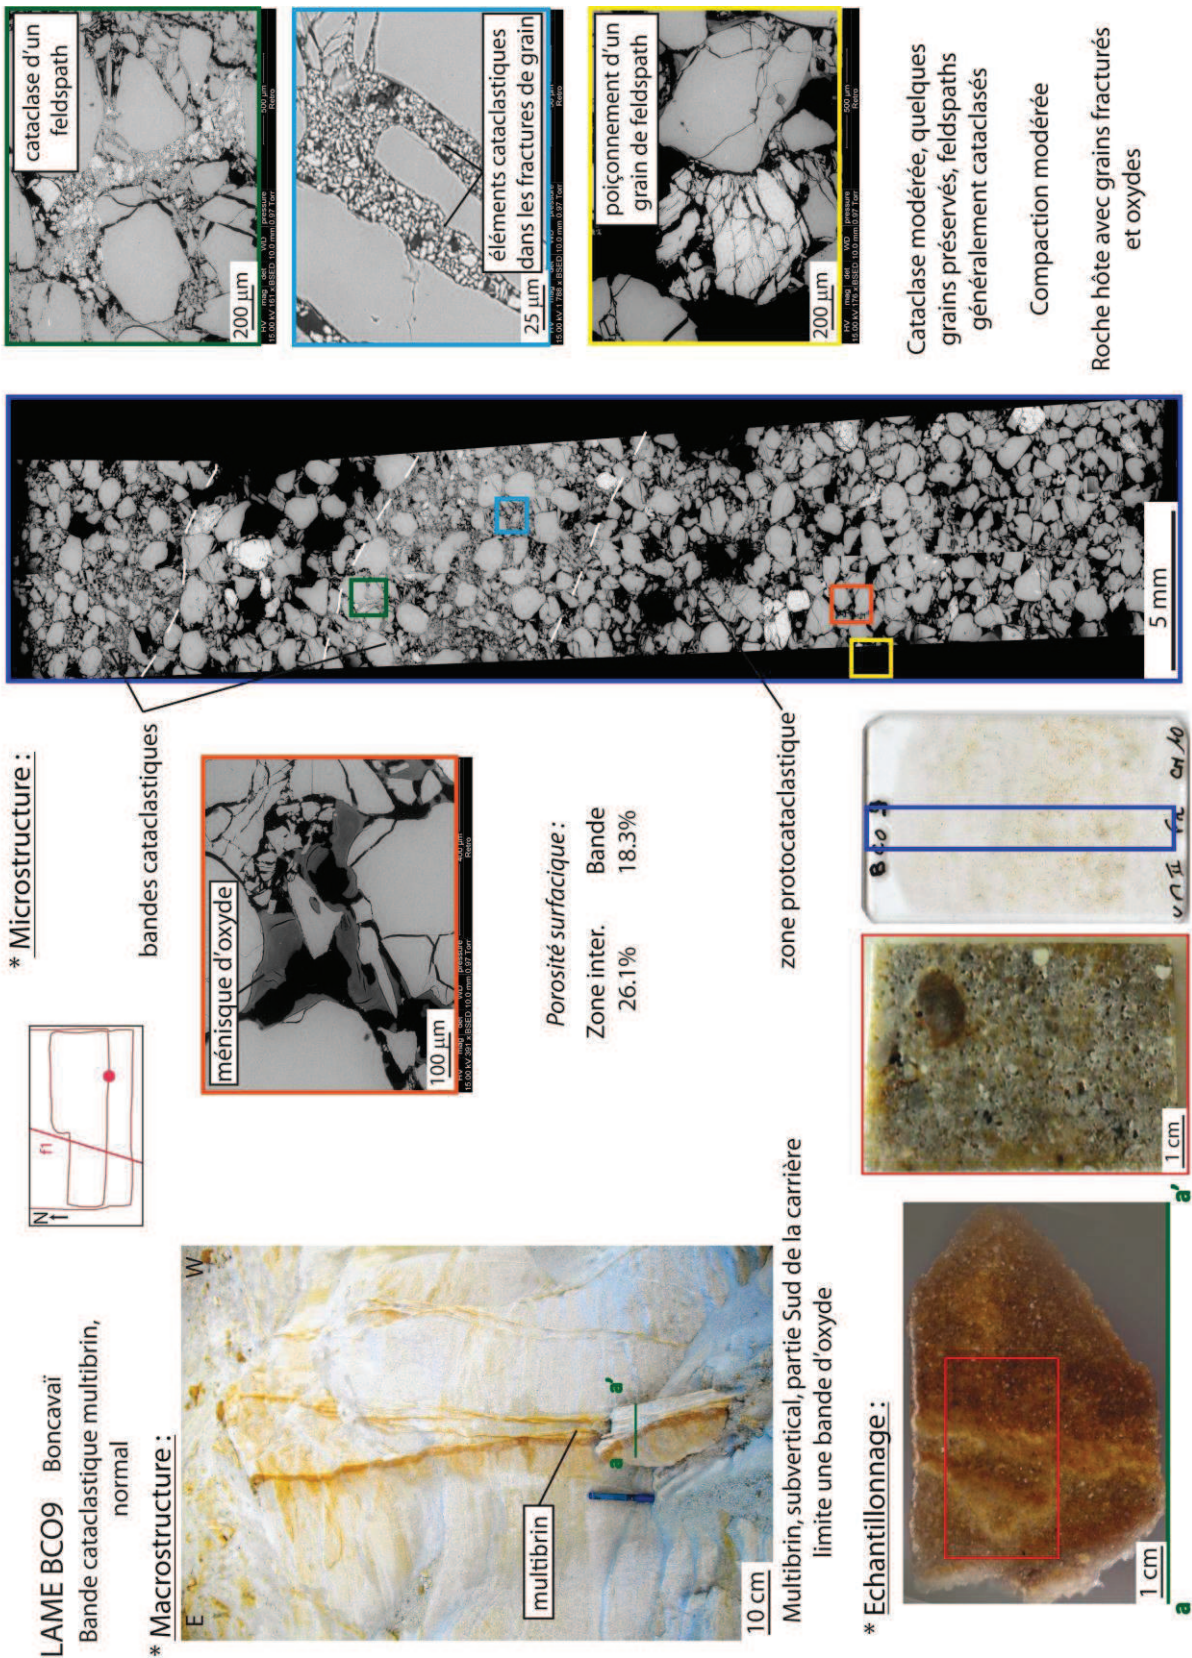 LAME BCO9 Boncavaï
Bande cataclastique multibrin,
normal
* Macrostructure :
E
W
multibrin
a
a'
10 cm
Multibrin, subvertical, partie Sud de la carrière
limite une bande d'oxyde
* Echantillonnage :
1 cm
a
a'
1 cm
N
f1
* Microstructure :
bandes cataclastiques
ménisque d'oxyde
100 µm
Porosité surfacique :
Zone inter. Bande
26.1% 18.3%
zone protocataclastique
5 mm
cataclase d'un
feldspath
200 µm
éléments cataclastiques
dans les fractures de grain
25 µm
poiçonnement d'un
grain de feldspath
200 µm
Cataclase modérée, quelques
grains préservés, feldspaths
généralement cataclasés
Compaction modérée
Roche hôte avec grains fracturés
et oxydes